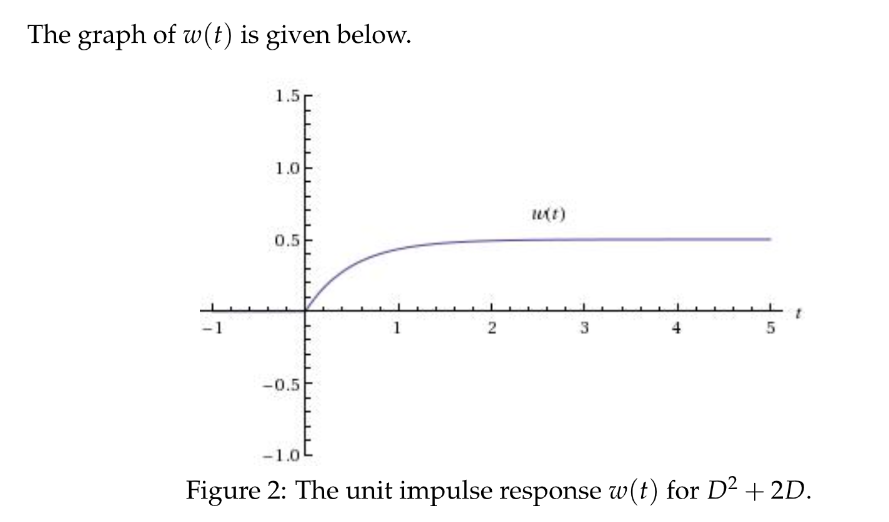 The graph of w(t) is given below.
1.5
1.0
w(t)
0.5
t
−1
1
2
3
4
5
−0.5
−1.0
Figure 2: The unit impulse response w(t) for D² + 2D.